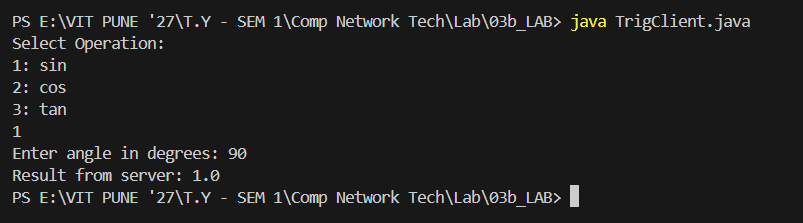 PS E:\VIT PUNE '27\T.Y - SEM 1\Comp Network Tech\Lab\03b_LAB> java TrigClient.java
Select Operation:
1: sin
2: cos
3: tan
1
Enter angle in degrees: 90
Result from server: 1.0
PS E:\VIT PUNE '27\T.Y - SEM 1\Comp Network Tech\Lab\03b_LAB>